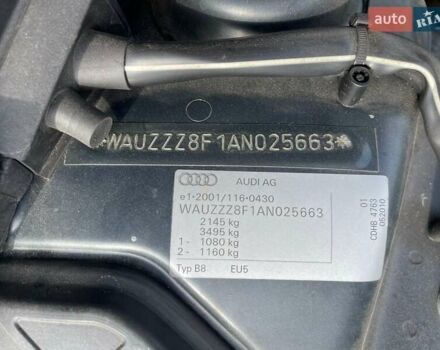 auto RIA
*WAUZZZ8F1AN025663*
AUDI AG
e1*2001/116*0430
WAUZZZ8F1AN025663
2145 kg
3495 kg
1- 1080 kg
2- 1160 kg
Typ B8 EU5
01
CDHB 4763
052010